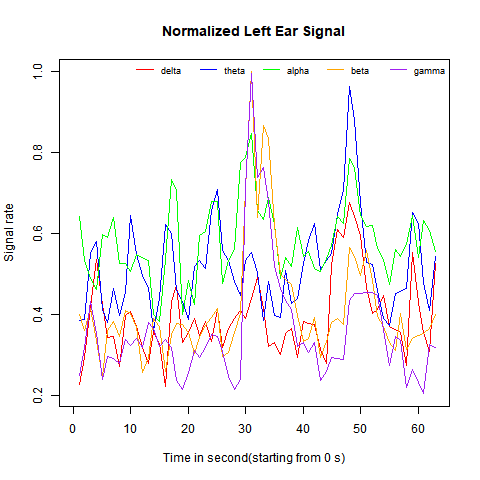 Normalized Left Ear Signal
delta theta alpha beta gamma
1.0
0.8
0.6
0.4
0.2
Signal rate
0 10 20 30 40 50 60
Time in second(starting from 0 s)